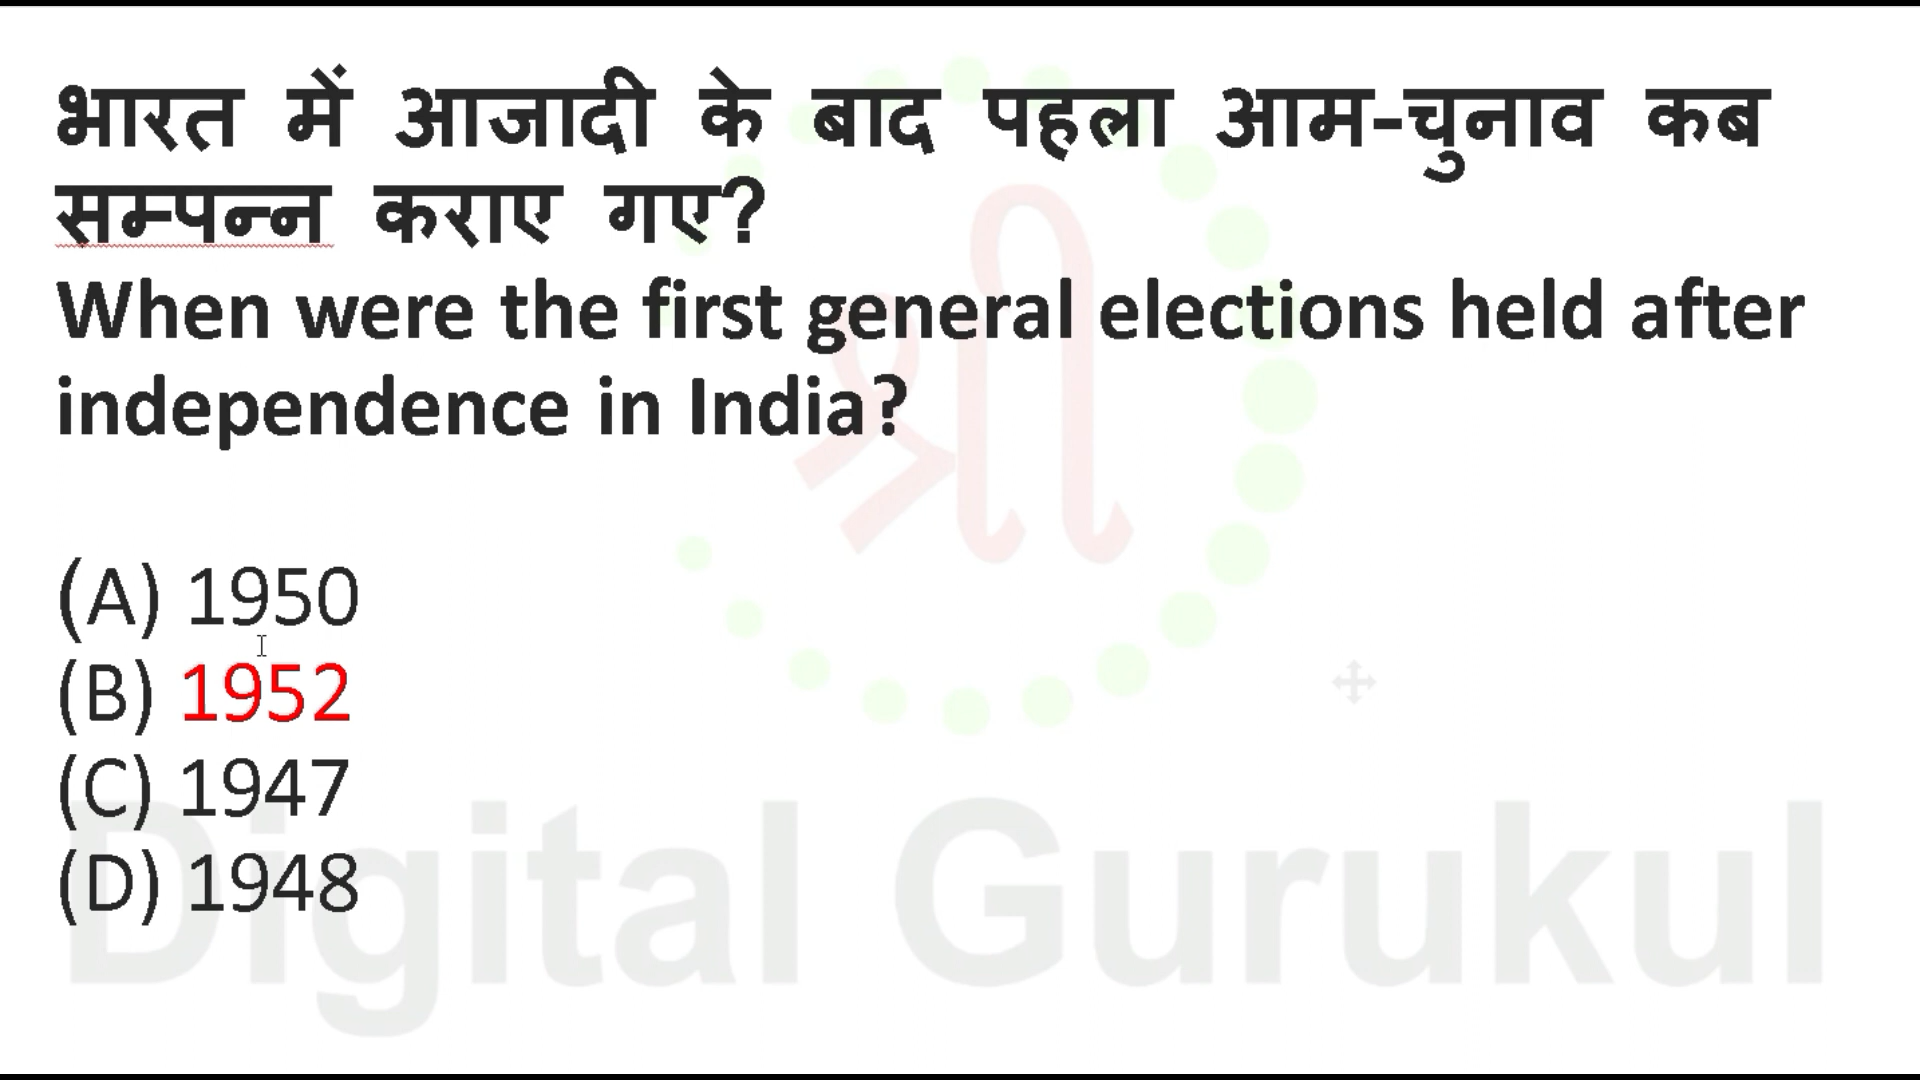 भारत में आजादी के बाद पहला आम-चुनाव कब
सम्पन्न कराए गए?
When were the first general elections held after
independence in India?
(A) 1950
(B) 1952
(C) 1947
(D) 1948
श्री
Digital Gurukul